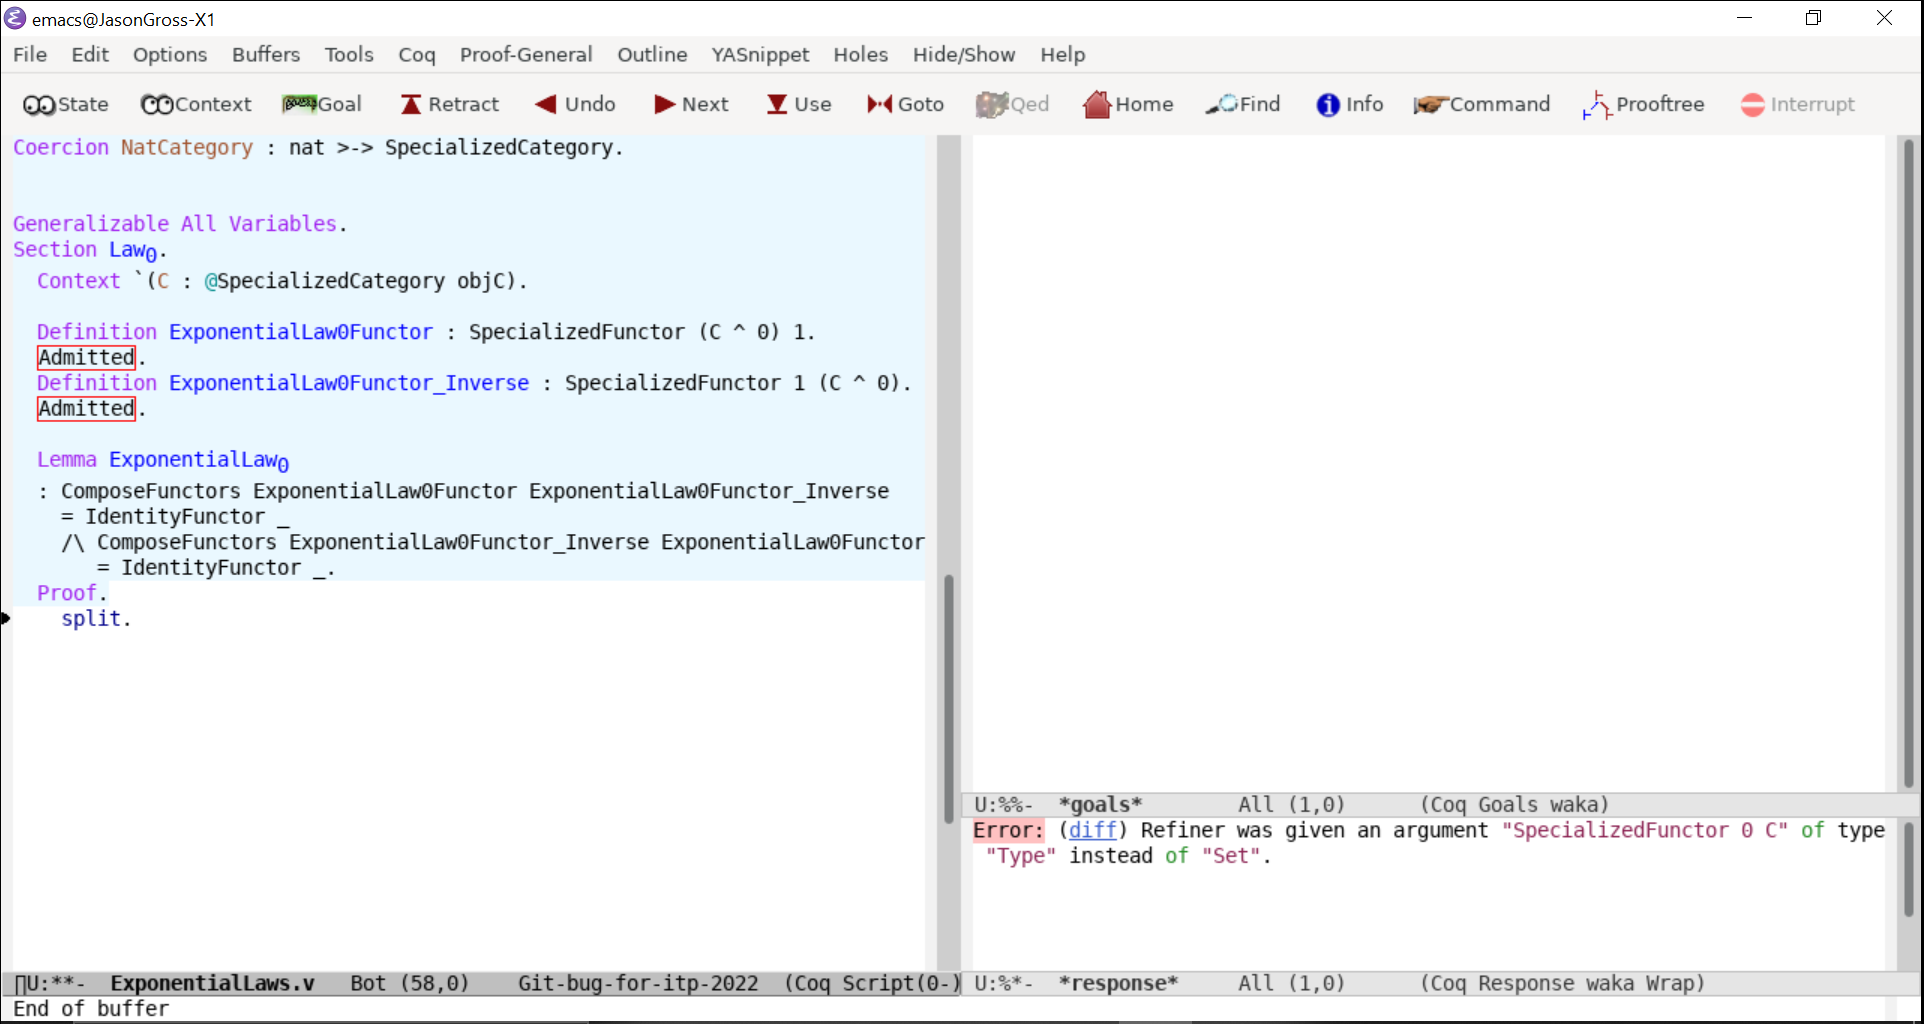 emacs@JasonGross-X1
File Edit Options Buffers Tools Coq Proof-General Outline YASnippet Holes Hide/Show Help
State Context Goal Retract Undo Next Use Goto Qed Home Find Info Command Prooftree Interrupt
Coercion NatCategory : nat >-> SpecializedCategory.
Generalizable All Variables.
Section Law₀.
Context `(C : @SpecializedCategory objC).
Definition ExponentialLaw0Functor : SpecializedFunctor (C ^ 0) 1.
Admitted.
Definition ExponentialLaw0Functor_Inverse : SpecializedFunctor 1 (C ^ 0).
Admitted.
Lemma ExponentialLaw₀
: ComposeFunctors ExponentialLaw0Functor ExponentialLaw0Functor_Inverse
= IdentityFunctor _
/\ ComposeFunctors ExponentialLaw0Functor_Inverse ExponentialLaw0Functor
= IdentityFunctor _.
Proof.
split.
U:**- ExponentialLaws.v Bot (58,0) Git-bug-for-itp-2022 (Coq Script(0-)
End of buffer
U:%%- *goals* All (1,0) (Coq Goals waka)
Error: (diff) Refiner was given an argument "SpecializedFunctor 0 C" of type
"Type" instead of "Set".
U:%*- *response* All (1,0) (Coq Response waka Wrap)